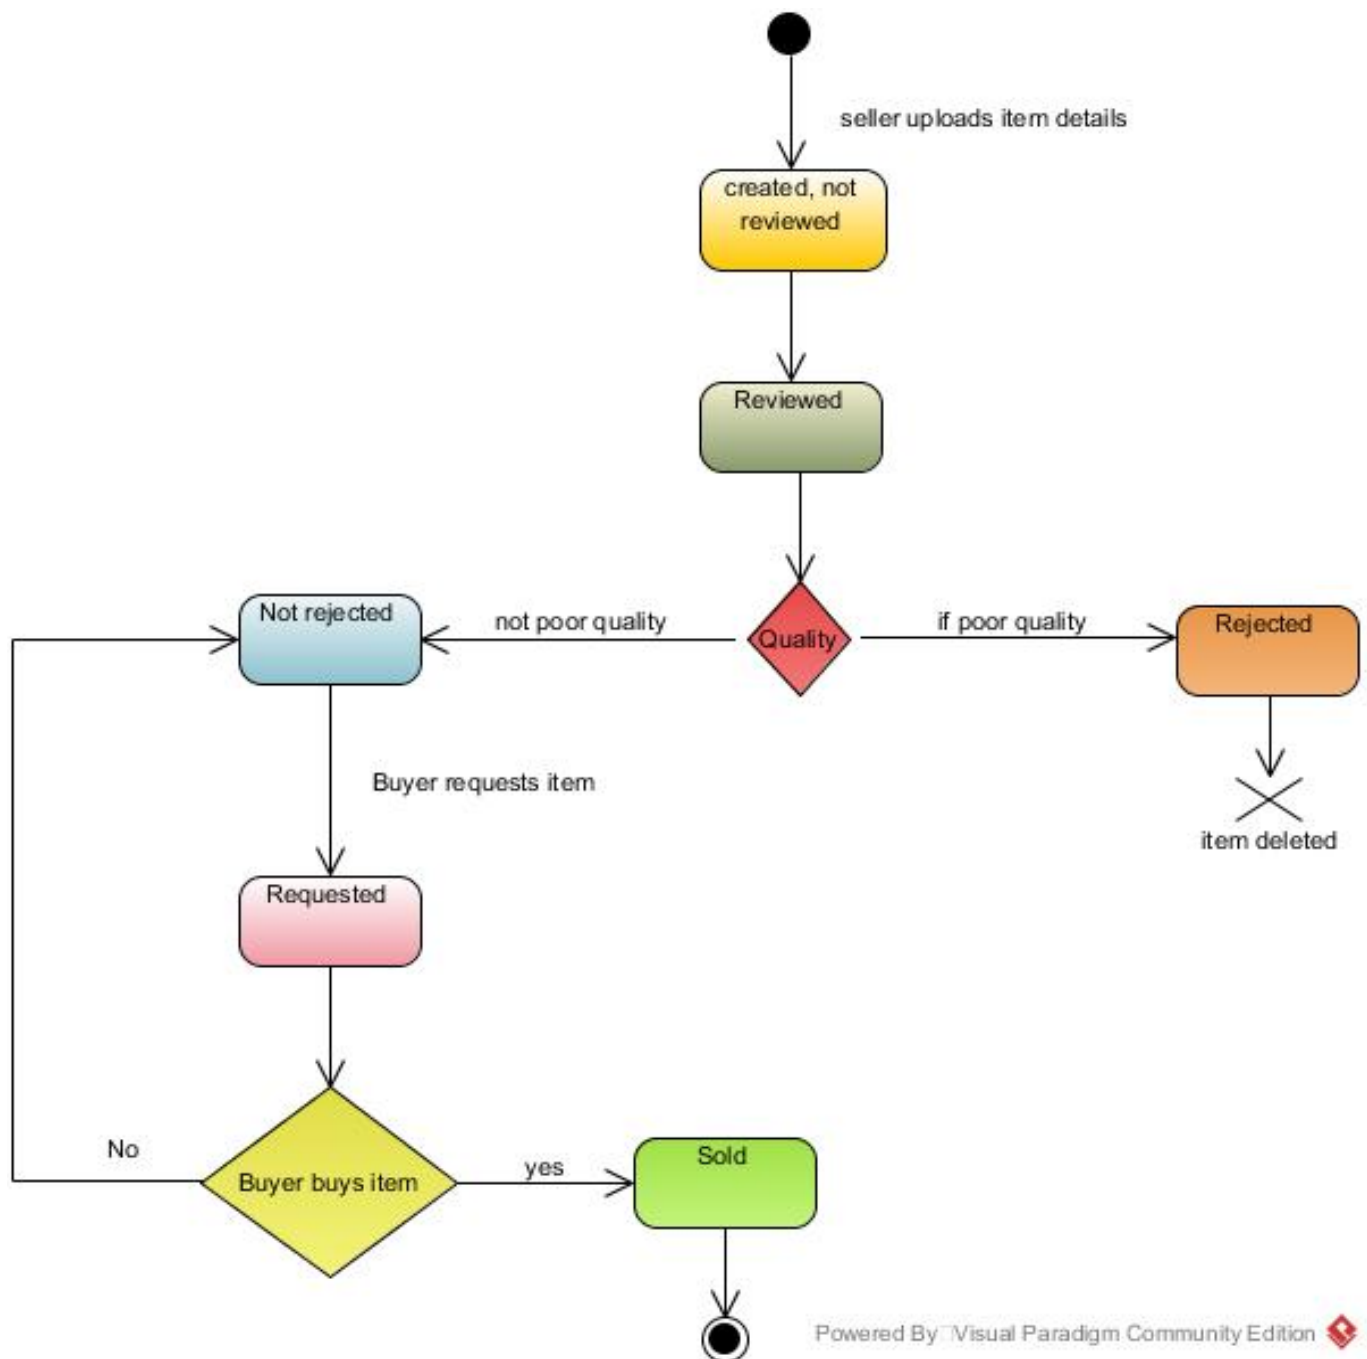 seller uploads item details
created, not
reviewed
Reviewed
Not rejected
not poor quality
Quality
if poor quality
Rejected
Buyer requests item
item deleted
Requested
No
Buyer buys item
yes
Sold
Powered By Visual Paradigm Community Edition